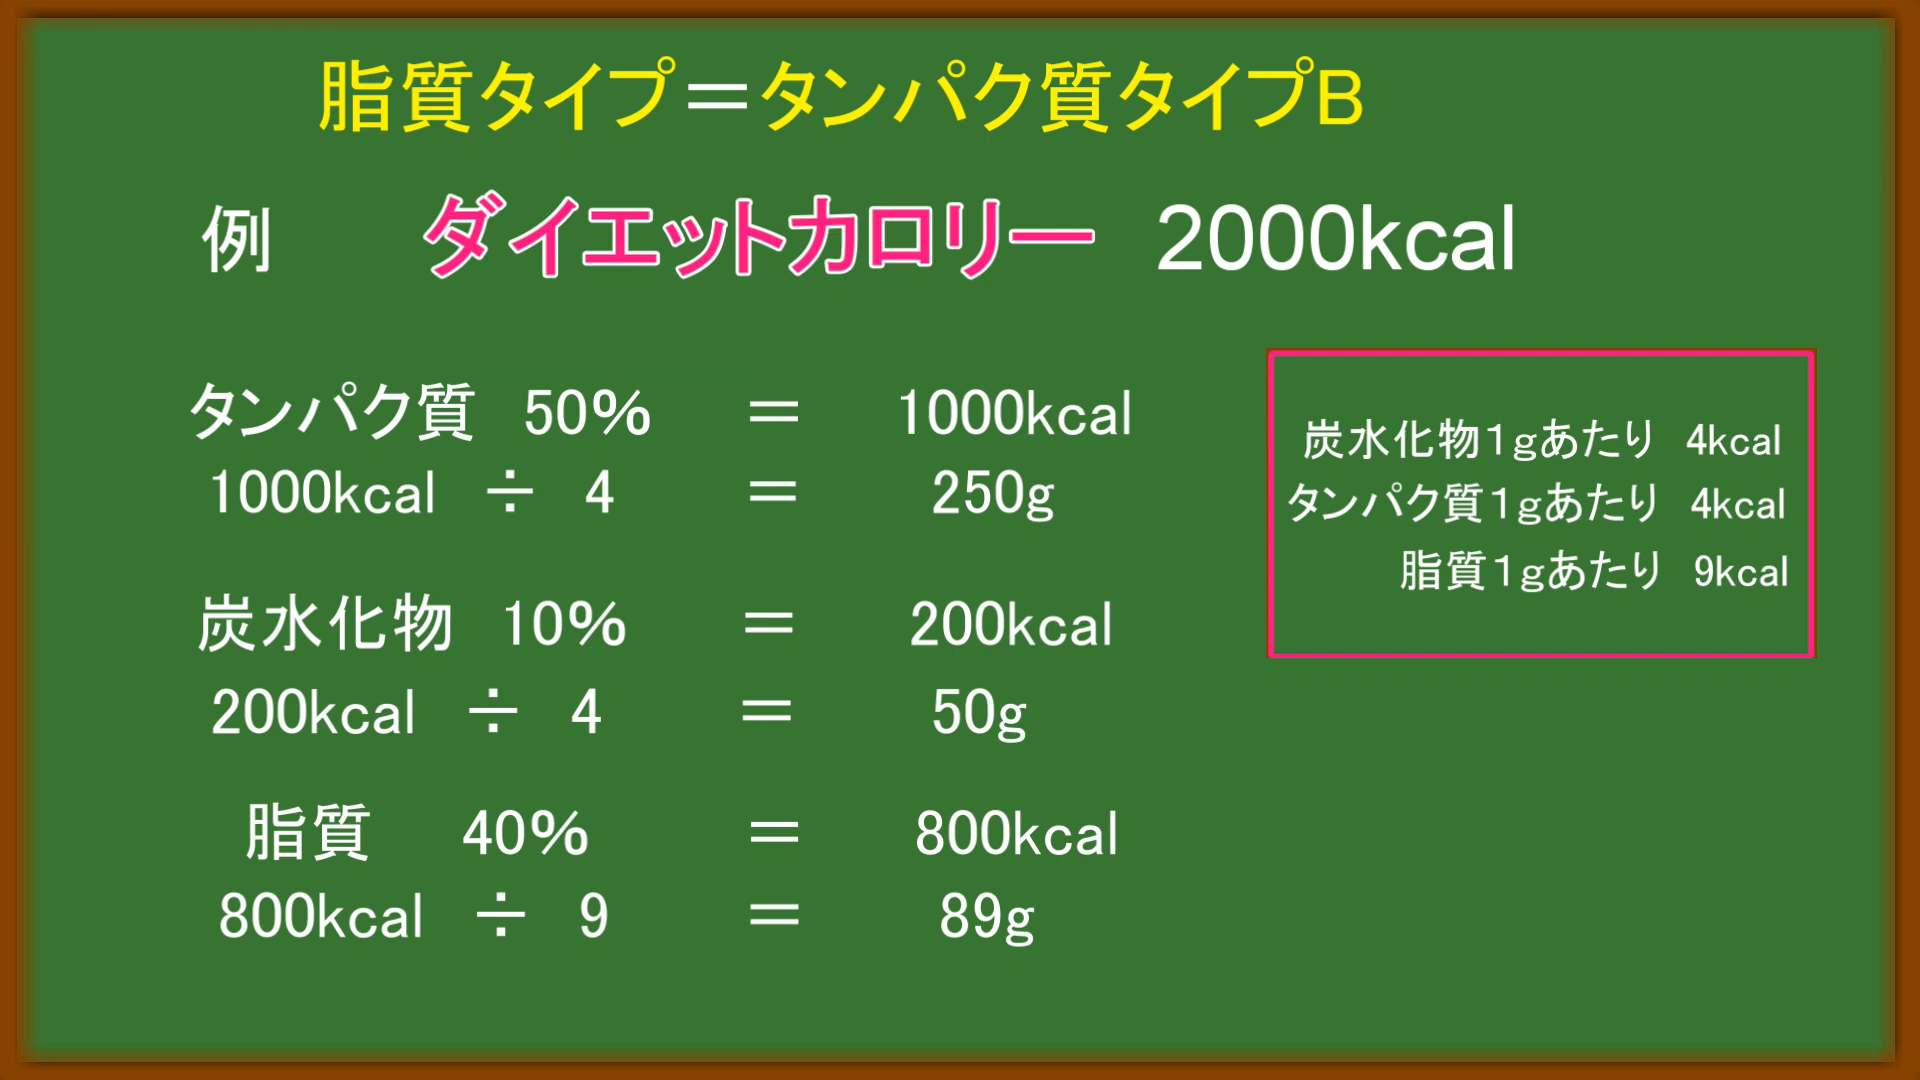 脂質タイプ＝タンパク質タイプB
例　ダイエットカロリー　2000kcal
タンパク質　50％　＝　1000kcal
1000kcal　÷　4　＝　250g
炭水化物　10％　＝　200kcal
200kcal　÷　4　＝　50g
脂質　40％　＝　800kcal
800kcal　÷　9　＝　89g
炭水化物１gあたり　4kcal
タンパク質１gあたり　4kcal
脂質１gあたり　9kcal